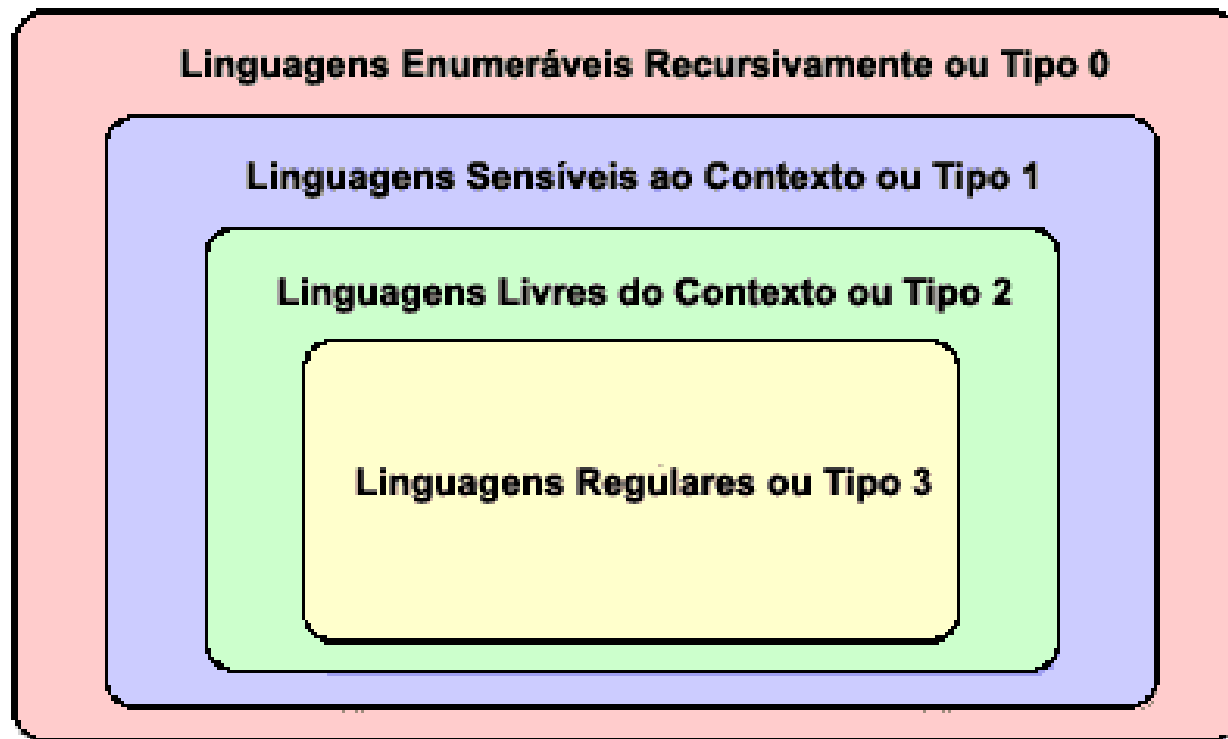 Linguagens Enumeráveis Recursivamente ou Tipo 0
Linguagens Sensíveis ao Contexto ou Tipo 1
Linguagens Livres do Contexto ou Tipo 2
Linguagens Regulares ou Tipo 3